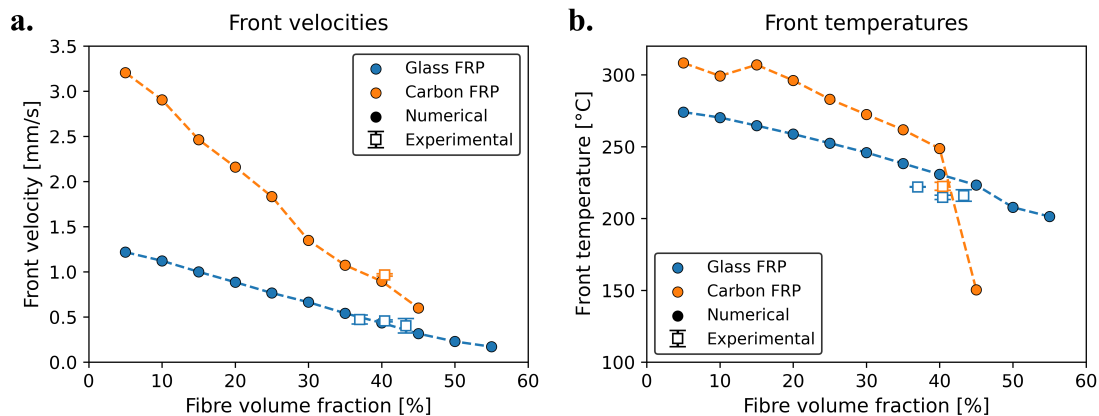 a.
Front velocities
3.5
3.0
2.5
2.0
1.5
1.0
0.5
0.0
Front velocity [mm/s]
Glass FRP
Carbon FRP
Numerical
Experimental
0 10 20 30 40 50 60
Fibre volume fraction [%]
b.
Front temperatures
300
250
200
150
100
Front temperature [°C]
Glass FRP
Carbon FRP
Numerical
Experimental
0 10 20 30 40 50 60
Fibre volume fraction [%]